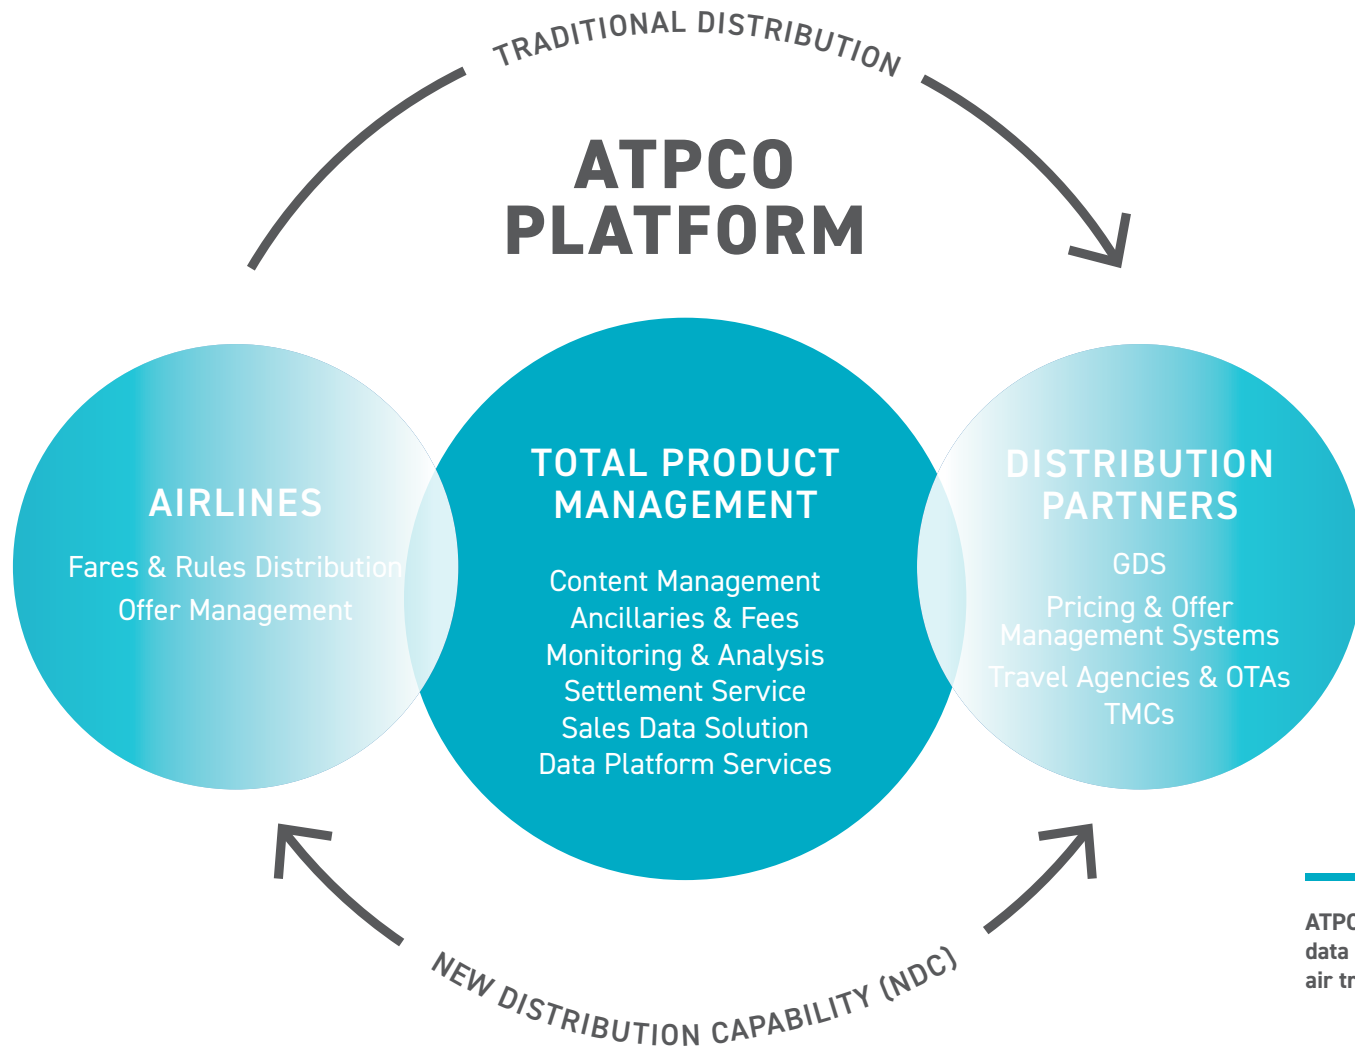 TRADITIONAL DISTRIBUTION
ATPCO
PLATFORM
AIRLINES
Fares & Rules Distribution
Offer Management
TOTAL PRODUCT
MANAGEMENT
Content Management
Ancillaries & Fees
Monitoring & Analysis
Settlement Service
Sales Data Solution
Data Platform Services
DISTRIBUTION
PARTNERS
GDS
Pricing & Offer
Management Systems
Travel Agencies & OTAs
TMCs
NEW DISTRIBUTION CAPABILITY (NDC)
data
air